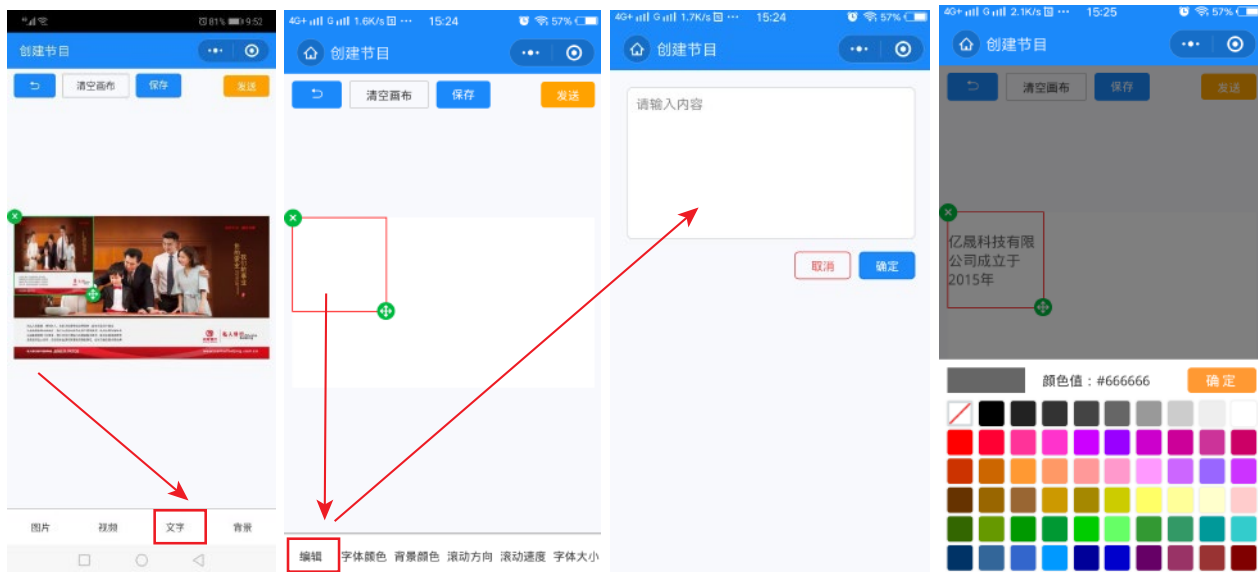 81% 9:52
创建节目
清空画布
保存
发送
图片
视频
文字
背景
4G+ G 1.6K/s ··· 15:24 57%
创建节目
清空画布
保存
发送
编辑
字体颜色
背景颜色
滚动方向
滚动速度
字体大小
4G+ G 1.7K/s ··· 15:24 57%
创建节目
请输入内容
取消
确定
4G+ G 2.1K/s ··· 15:25 57%
创建节目
清空画布
保存
发送
亿晟科技有限
公司成立于
2015年
颜色值：#666666
确定